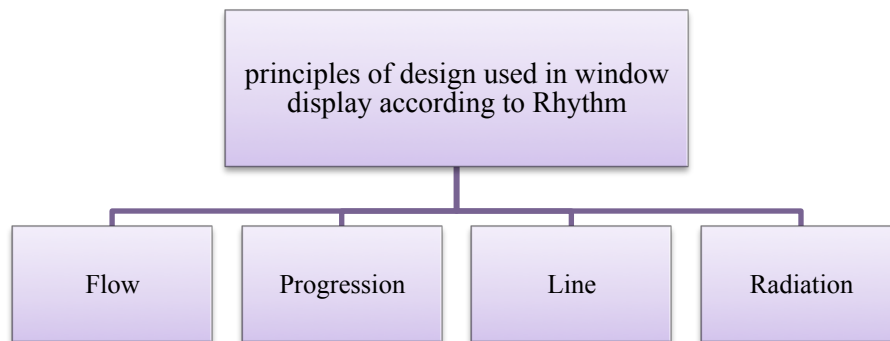 principles of design used in window
display according to Rhythm
Flow
Progression
Line
Radiation